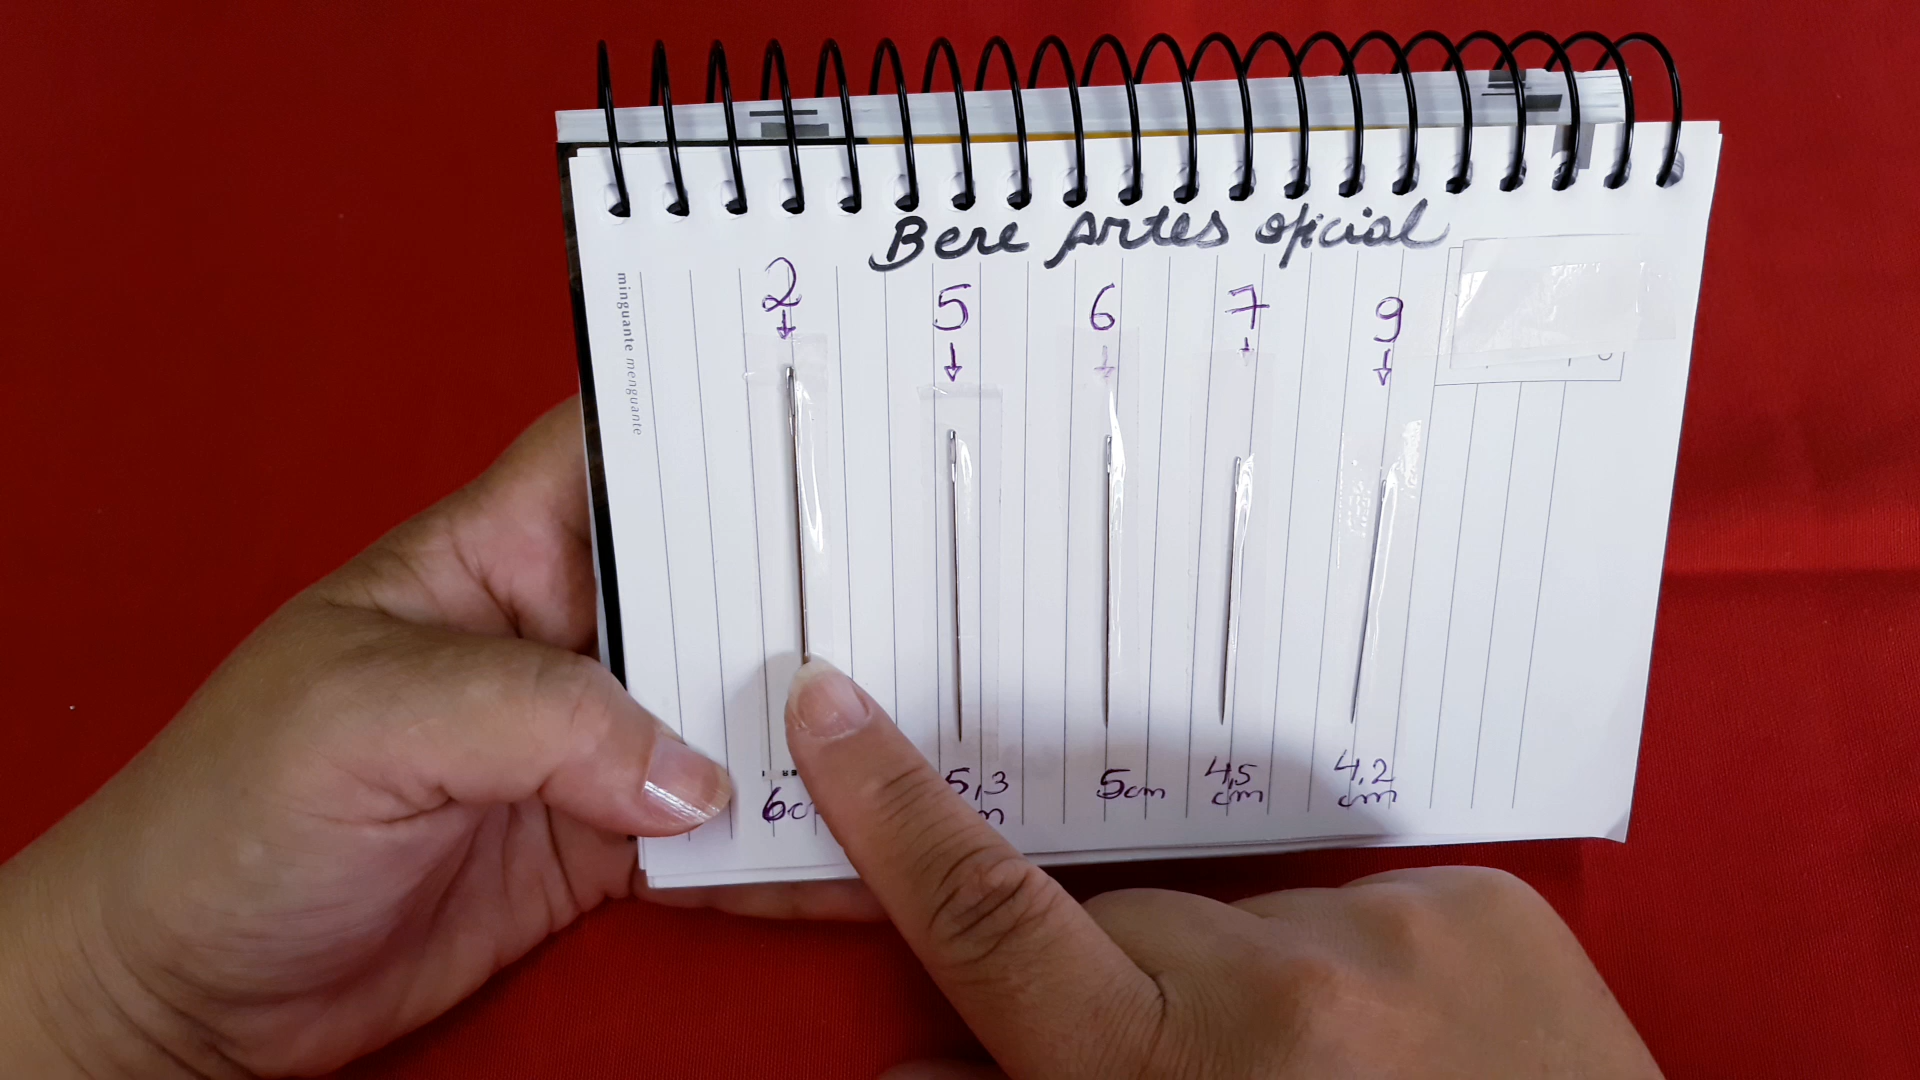 Bere Artes oficial
minguante menguante
2 5 6 7 9
6c 5,3 5cm 4,5 4,2
m cm cm